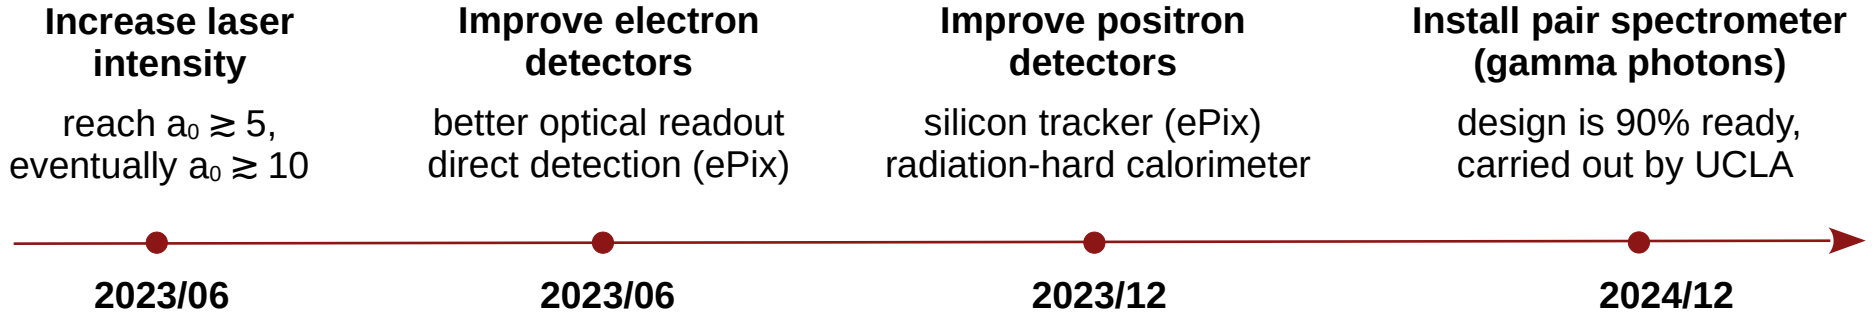 Increase laser
intensity
reach a₀ ≳ 5,
eventually a₀ ≳ 10
2023/06
Improve electron
detectors
better optical readout
direct detection (ePix)
2023/06
Improve positron
detectors
silicon tracker (ePix)
radiation-hard calorimeter
2023/12
Install pair spectrometer
(gamma photons)
design is 90% ready,
carried out by UCLA
2024/12